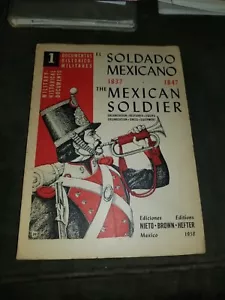 1
DOCUMENTOS
HISTORICO
MILITARES
MILITARY
HISTORICAL
DOCUMENTS
EL
SOLDADO
MEXICANO
1837 1847
THE
MEXICAN
SOLDIER
Ediciones Editions
NIETO-BROWN-HEFTER
Mexico 1958